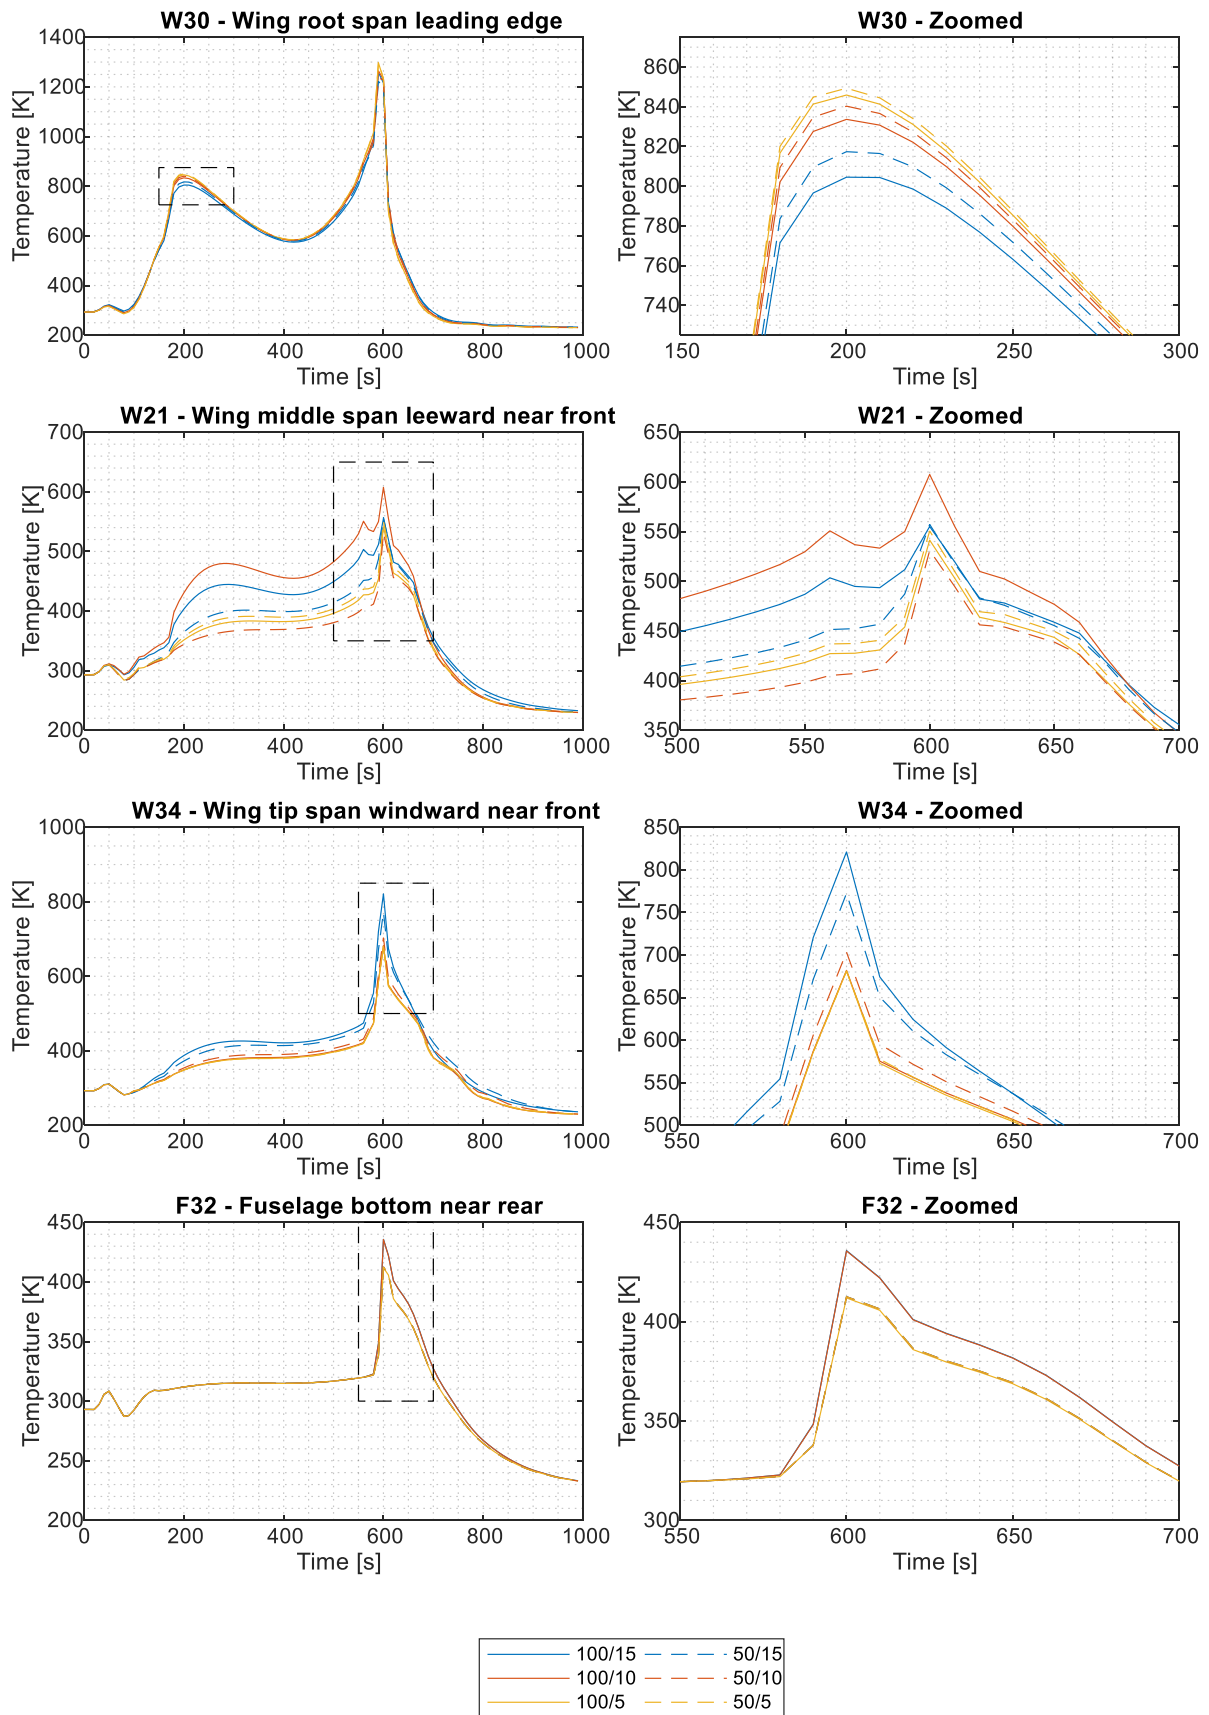 W30 - Wing root span leading edge
1400
1200
1000
800
600
400
200
0 200 400 600 800 1000
Temperature [K]
Time [s]
W30 - Zoomed
860
840
820
800
780
760
740
150 200 250 300
Temperature [K]
Time [s]
W21 - Wing middle span leeward near front
700
600
500
400
300
200
0 200 400 600 800 1000
Temperature [K]
Time [s]
W21 - Zoomed
650
600
550
500
450
400
350
500 550 600 650 700
Temperature [K]
Time [s]
W34 - Wing tip span windward near front
1000
800
600
400
200
0 200 400 600 800 1000
Temperature [K]
Time [s]
W34 - Zoomed
850
800
750
700
650
600
550
500
550 600 650 700
Temperature [K]
Time [s]
F32 - Fuselage bottom near rear
450
400
350
300
250
200
0 200 400 600 800 1000
Temperature [K]
Time [s]
F32 - Zoomed
450
400
350
300
550 600 650 700
Temperature [K]
Time [s]
100/15 50/15
100/10 50/10
100/5 50/5